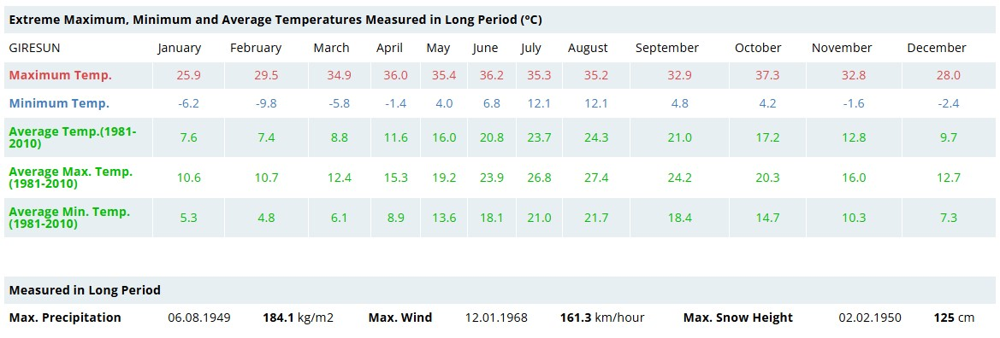 Extreme Maximum, Minimum and Average Temperatures Measured in Long Period (°C)
GIRESUN January February March April May June July August September October November December
Maximum Temp. 25.9 29.5 34.9 36.0 35.4 36.2 35.3 35.2 32.9 37.3 32.8 28.0
Minimum Temp. -6.2 -9.8 -5.8 -1.4 4.0 6.8 12.1 12.1 4.8 4.2 -1.6 -2.4
Average Temp.(1981-
2010) 7.6 7.4 8.8 11.6 16.0 20.8 23.7 24.3 21.0 17.2 12.8 9.7
Average Max. Temp.
(1981-2010) 10.6 10.7 12.4 15.3 19.2 23.9 26.8 27.4 24.2 20.3 16.0 12.7
Average Min. Temp.
(1981-2010) 5.3 4.8 6.1 8.9 13.6 18.1 21.0 21.7 18.4 14.7 10.3 7.3
Measured in Long Period
Max. Precipitation 06.08.1949 184.1 kg/m2 Max. Wind 12.01.1968 161.3 km/hour Max. Snow Height 02.02.1950 125 cm